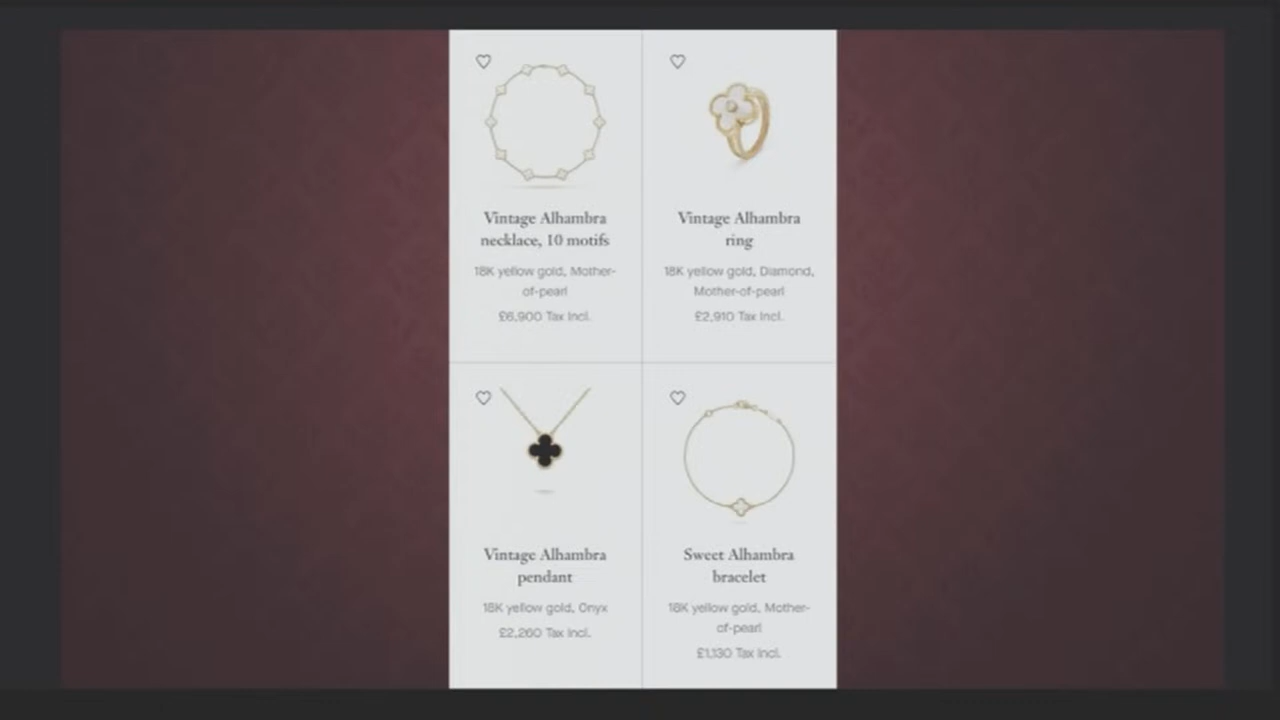 Vintage Alhambra
necklace, 10 motifs
18K yellow gold, Mother-
of-pearl
£6,900 Tax Incl.
Vintage Alhambra
ring
18K yellow gold, Diamond,
Mother-of-pearl
£2,910 Tax Incl.
Vintage Alhambra
pendant
18K yellow gold, Onyx
£2,260 Tax Incl.
Sweet Alhambra
bracelet
18K yellow gold, Mother-
of-pearl
£1,130 Tax Incl.